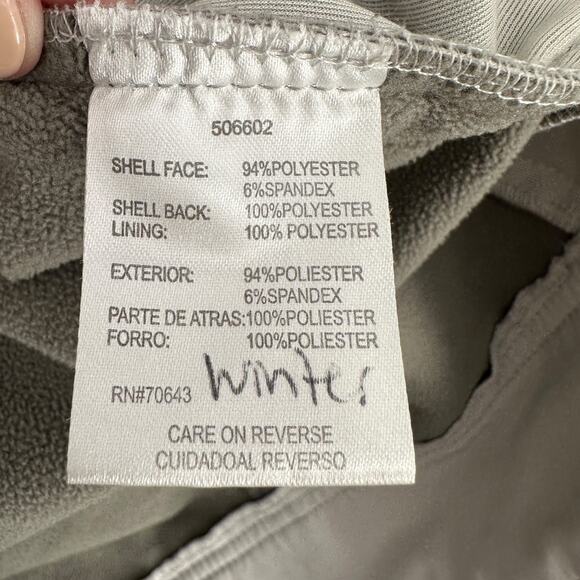 506602
SHELL FACE: 94%POLYESTER
6%SPANDEX
SHELL BACK: 100%POLYESTER
LINING: 100% POLYESTER
EXTERIOR: 94%POLIESTER
6%SPANDEX
PARTE DE ATRAS:100%POLIESTER
FORRO: 100%POLIESTER
RN#70643 Winter
CARE ON REVERSE
CUIDADOAL REVERSO